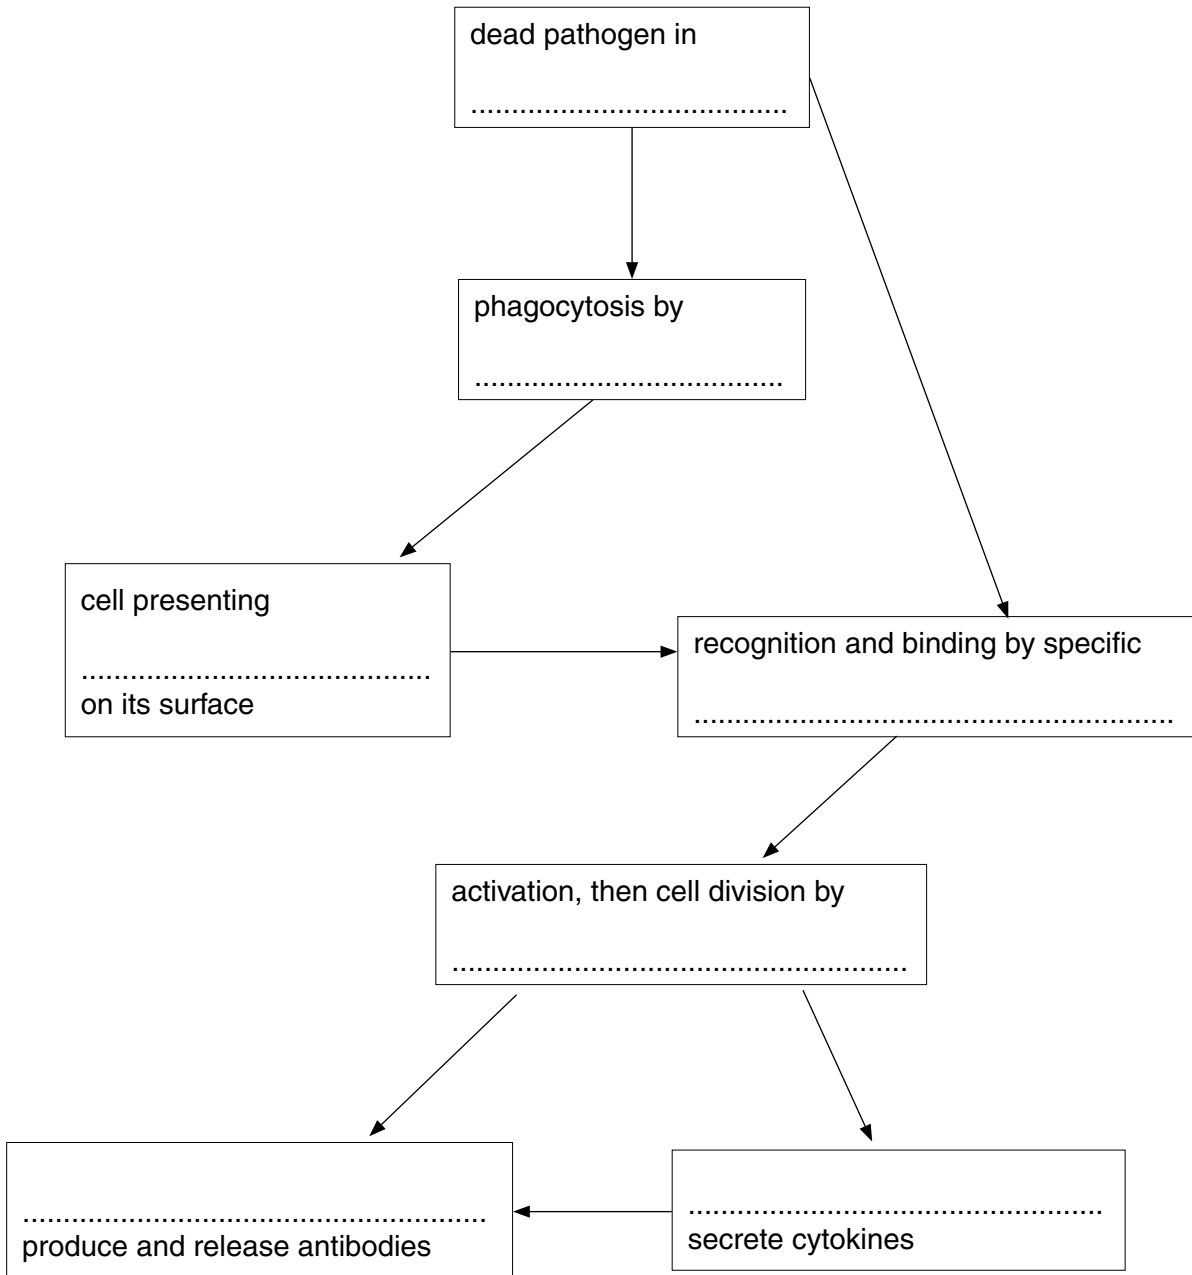 dead pathogen in
......................................
phagocytosis by
.....................................
cell presenting
..........................................
on its surface
recognition and binding by specific
..........................................................
activation, then cell division by
.......................................................
........................................................
produce and release antibodies
..................................................
secrete cytokines